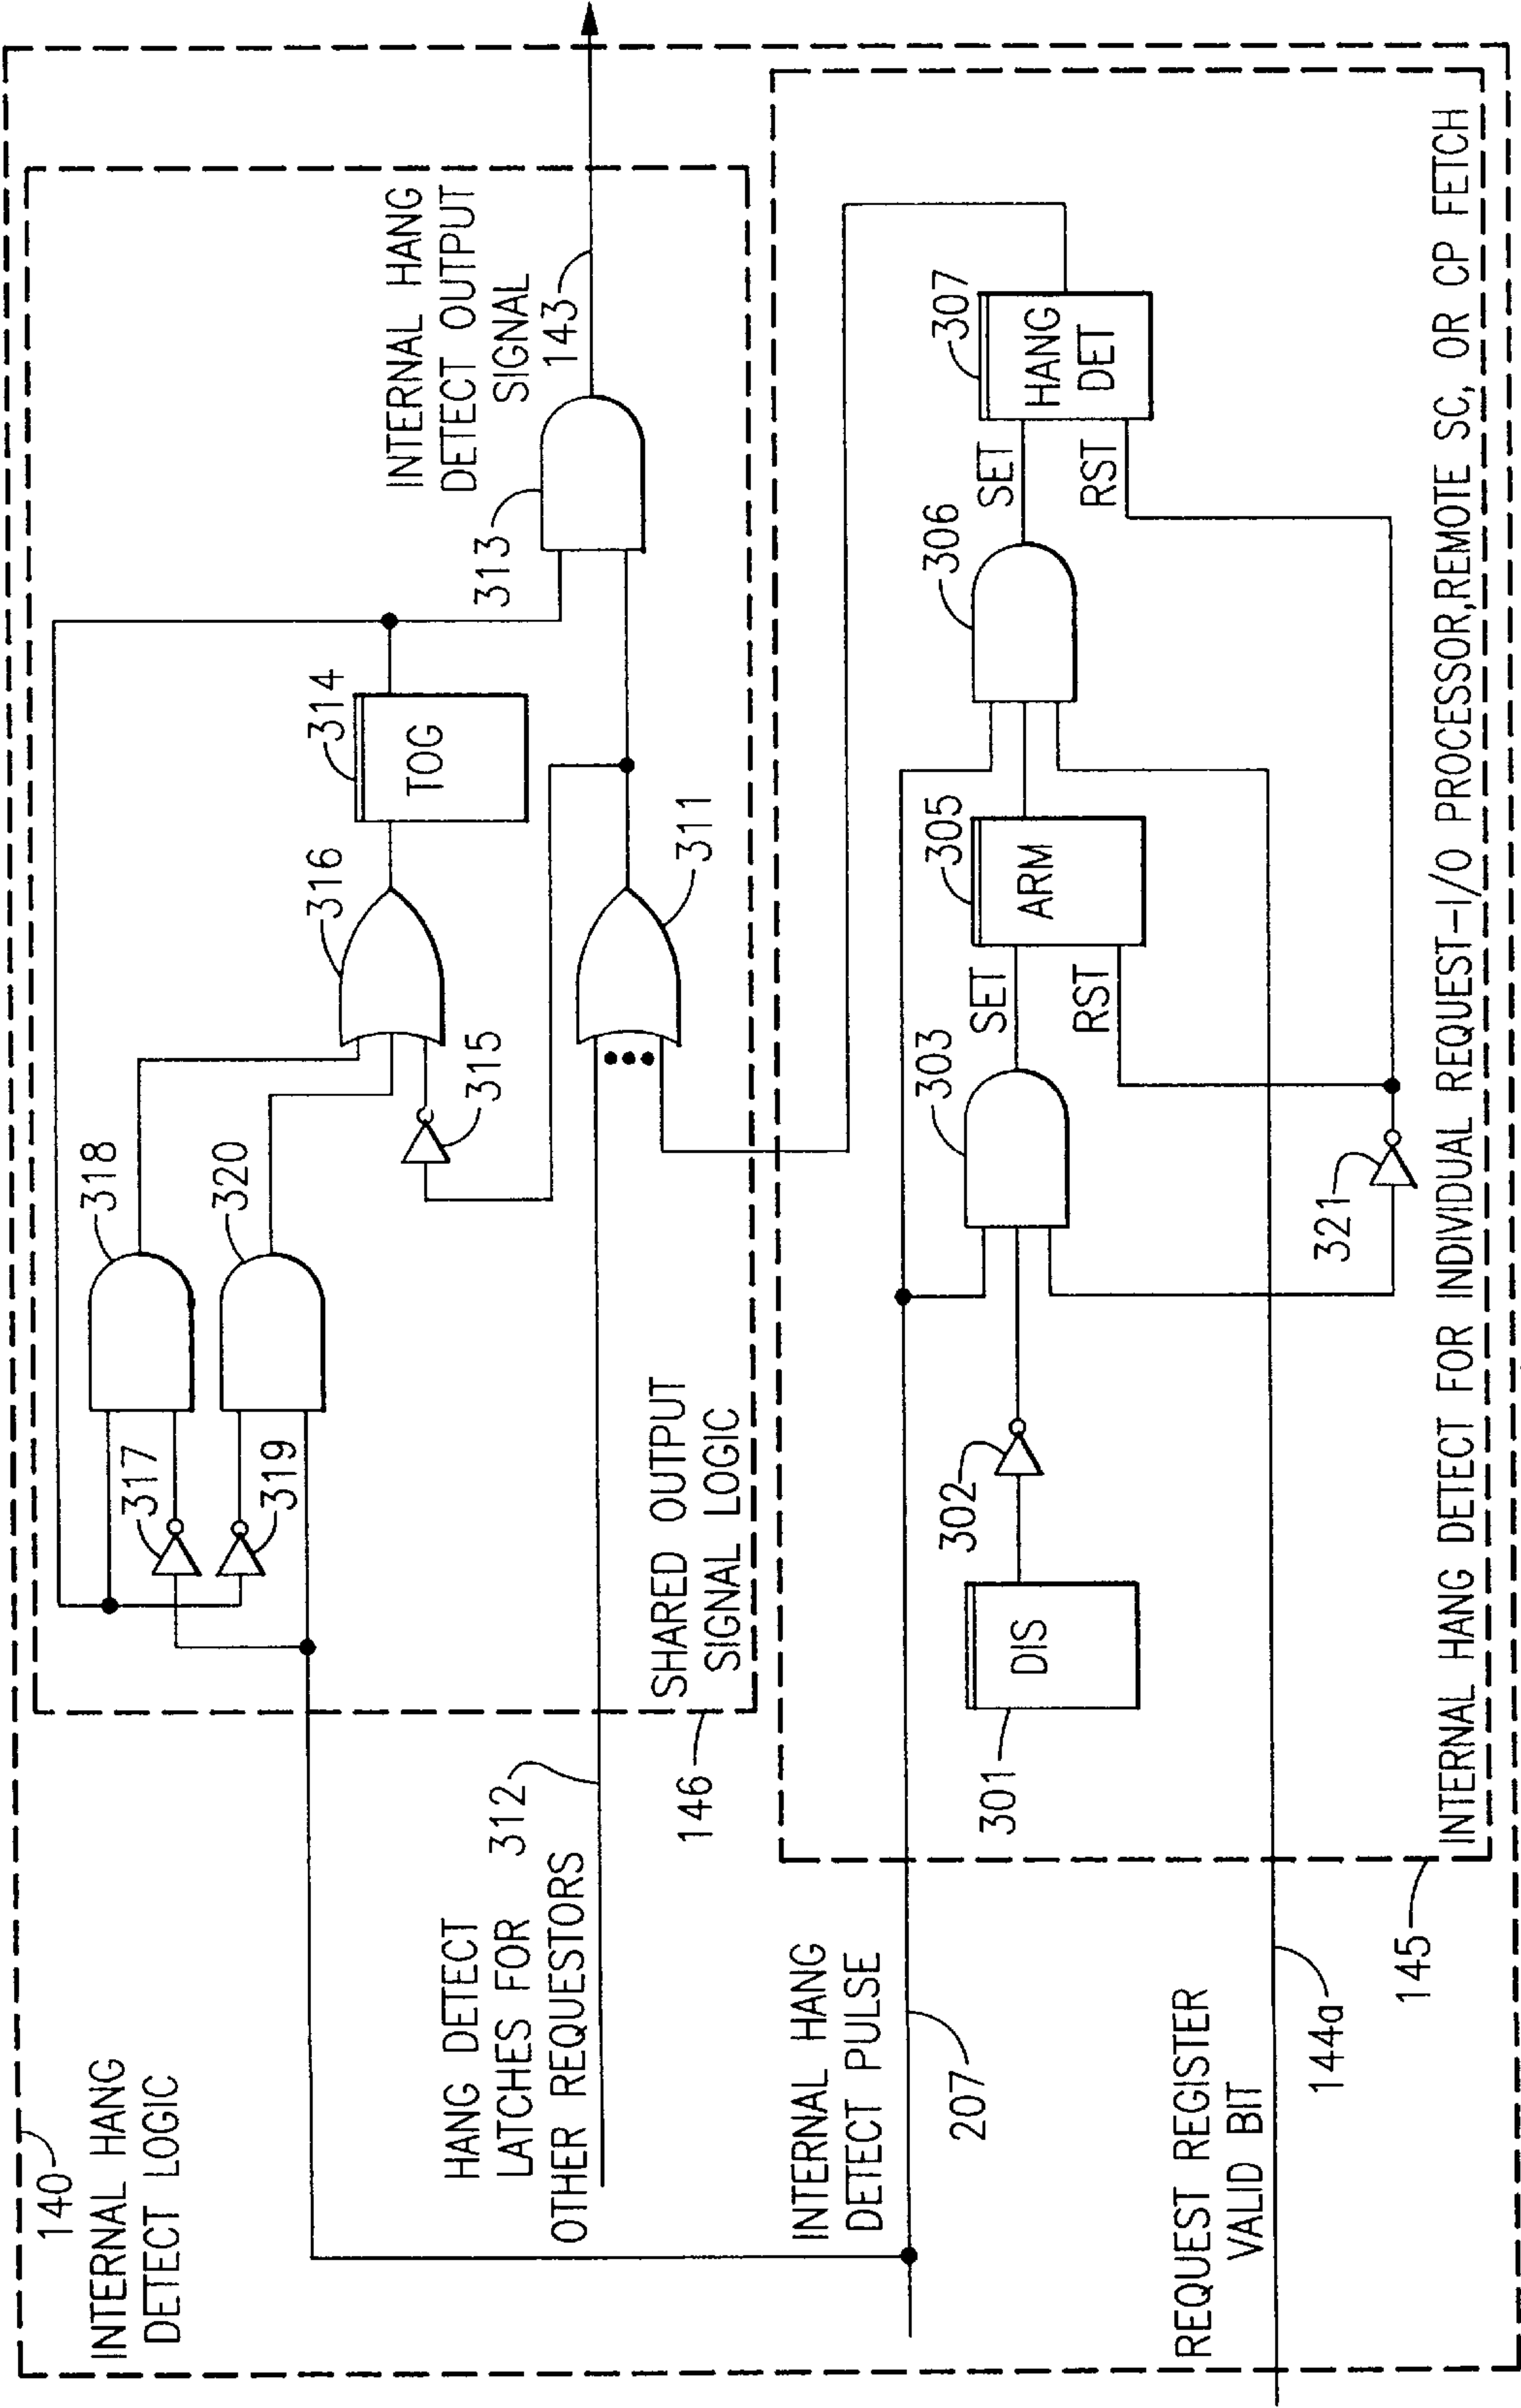 140
INTERNAL HANG
DETECT LOGIC
317
319
318
320
315
316
314
TOG
313
INTERNAL HANG
DETECT OUTPUT
SIGNAL
143
311
HANG DETECT
LATCHES FOR
OTHER REQUESTORS
312
146
SHARED OUTPUT
SIGNAL LOGIC
INTERNAL HANG
DETECT PULSE
207
REQUEST REGISTER
VALID BIT
144a
145
301
DIS
302
303
SET
RST
305
ARM
306
SET
RST
307
HANG
DET
321
INTERNAL HANG DETECT FOR INDIVIDUAL REQUEST-I/O PROCESSOR,REMOTE SC, OR CP FETCH